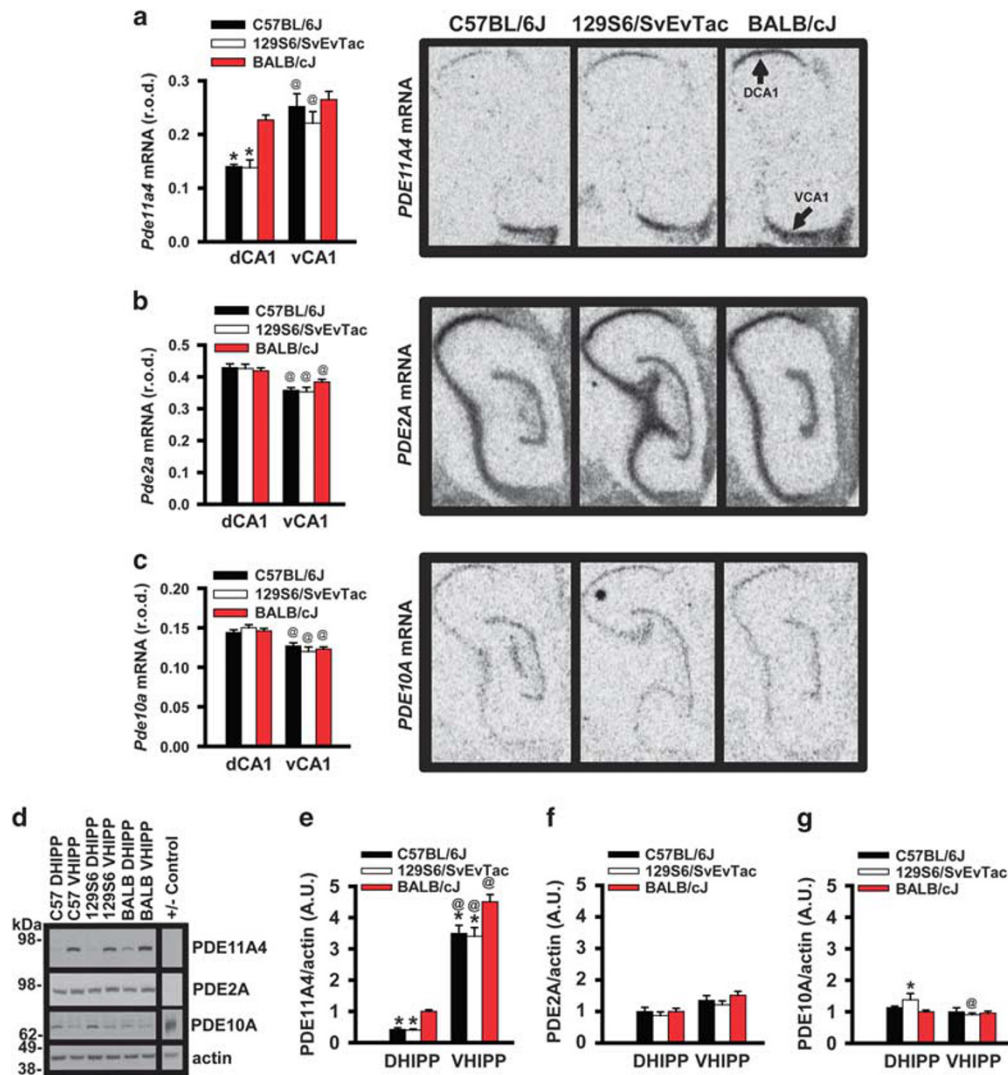 a
C57BL/6J
129S6/SvEvTac
BALB/cJ
Pde11a4 mRNA (r.o.d.)
0.3
0.2
0.1
0.0
@
@
*
*
dCA1 vCA1
C57BL/6J 129S6/SvEvTac BALB/cJ
PDE11A4 mRNA
DCA1
VCA1
b
C57BL/6J
129S6/SvEvTac
BALB/cJ
Pde2a mRNA (r.o.d.)
0.5
0.4
0.3
0.2
0.1
0.0
@ @ @
dCA1 vCA1
PDE2A mRNA
c
C57BL/6J
129S6/SvEvTac
BALB/cJ
Pde10a mRNA (r.o.d.)
0.20
0.15
0.10
0.05
0.00
@ @ @
dCA1 vCA1
PDE10A mRNA
d
C57 DHIPP
C57 VHIPP
129S6 DHIPP
129S6 VHIPP
BALB DHIPP
BALB VHIPP
+/- Control
kDa
98-
PDE11A4
98-
PDE2A
62-
PDE10A
49-
38-
actin
e
C57BL/6J
129S6/SvEvTac
BALB/cJ
PDE11A4/actin (A.U.)
5
4
3
2
1
0
@ @ @
* *
* *
DHIPP VHIPP
f
C57BL/6J
129S6/SvEvTac
BALB/cJ
PDE2A/actin (A.U.)
5
4
3
2
1
0
DHIPP VHIPP
g
C57BL/6J
129S6/SvEvTac
BALB/cJ
PDE10A/actin (A.U.)
5
4
3
2
1
0
*
@
DHIPP VHIPP